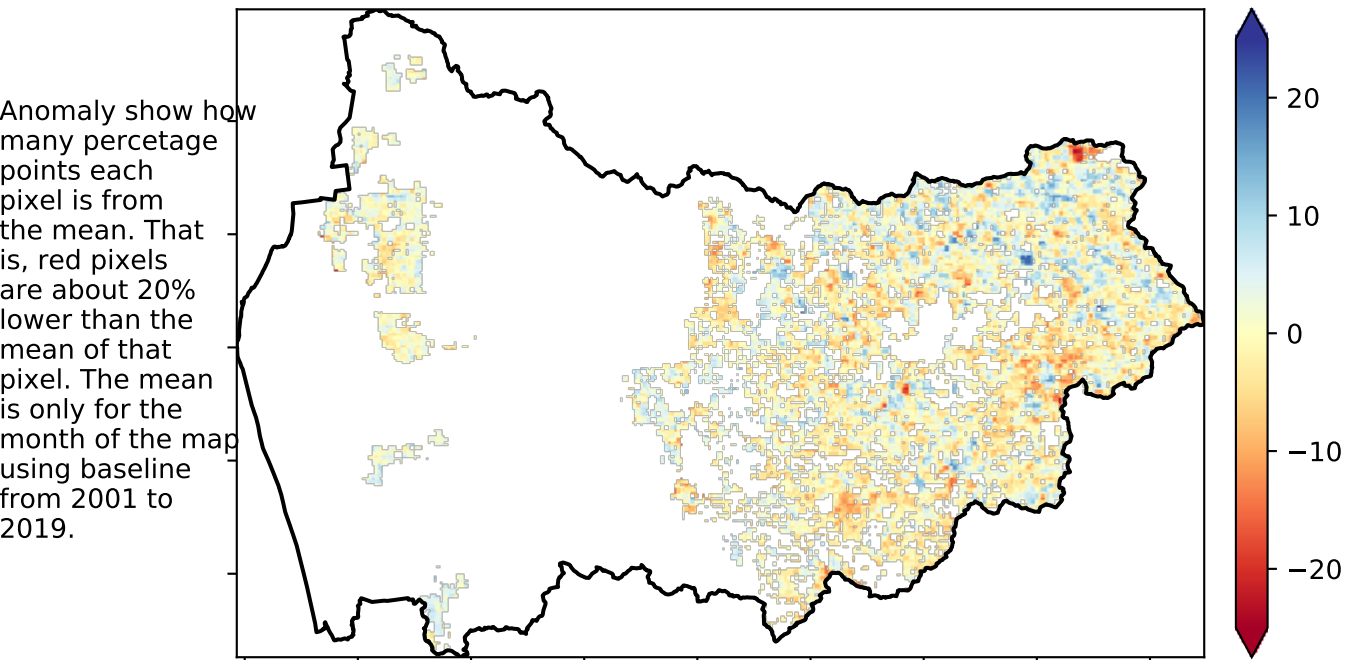 Anomaly show how
many percetage
points each
pixel is from
the mean. That
is, red pixels
are about 20%
lower than the
mean of that
pixel. The mean
is only for the
month of the map
using baseline
from 2001 to
2019.
20
10
0
−10
−20